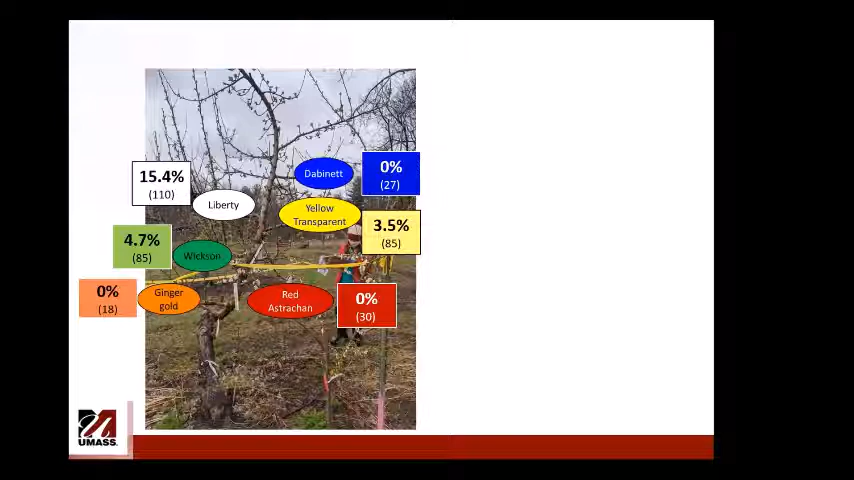 15.4%
(110)
Liberty
Dabinett
0%
(27)
Yellow
Transparent
3.5%
(85)
4.7%
(85)
Wickson
0%
(18)
Ginger
gold
Red
Astrachan
0%
(30)
UMASS